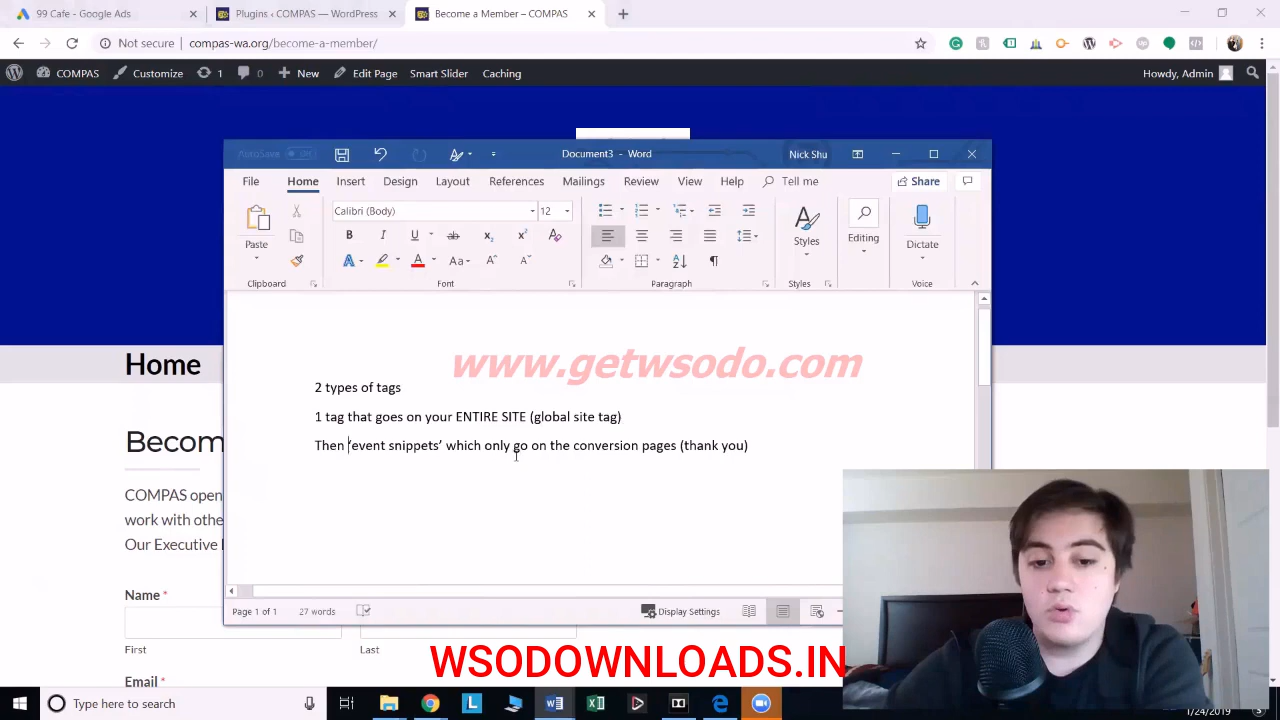 99 Cafe - Google Ads
Plugins ‹ COMPAS — WordPress
Become a Member – COMPAS
Not secure | compas-wa.org/become-a-member/
COMPAS Customize 1 0 New Edit Page Smart Slider Caching Howdy, Admin
AutoSave Off Document3 - Word Nick Shu
File Home Insert Design Layout References Mailings Review View Help Tell me Share
Calibri (Body) 12
Paste Styles Editing Dictate
Clipboard Font Paragraph Styles Voice
www.getwsodo.com
2 types of tags
1 tag that goes on your ENTIRE SITE (global site tag)
Then 'event snippets' which only go on the conversion pages (thank you)
Home
Becom
COMPAS open
work with othe
Our Executive
Name *
First Last
Email *
Page 1 of 1 27 words Display Settings
WSODOWNLOADS.IN
Type here to search
1/24/2019